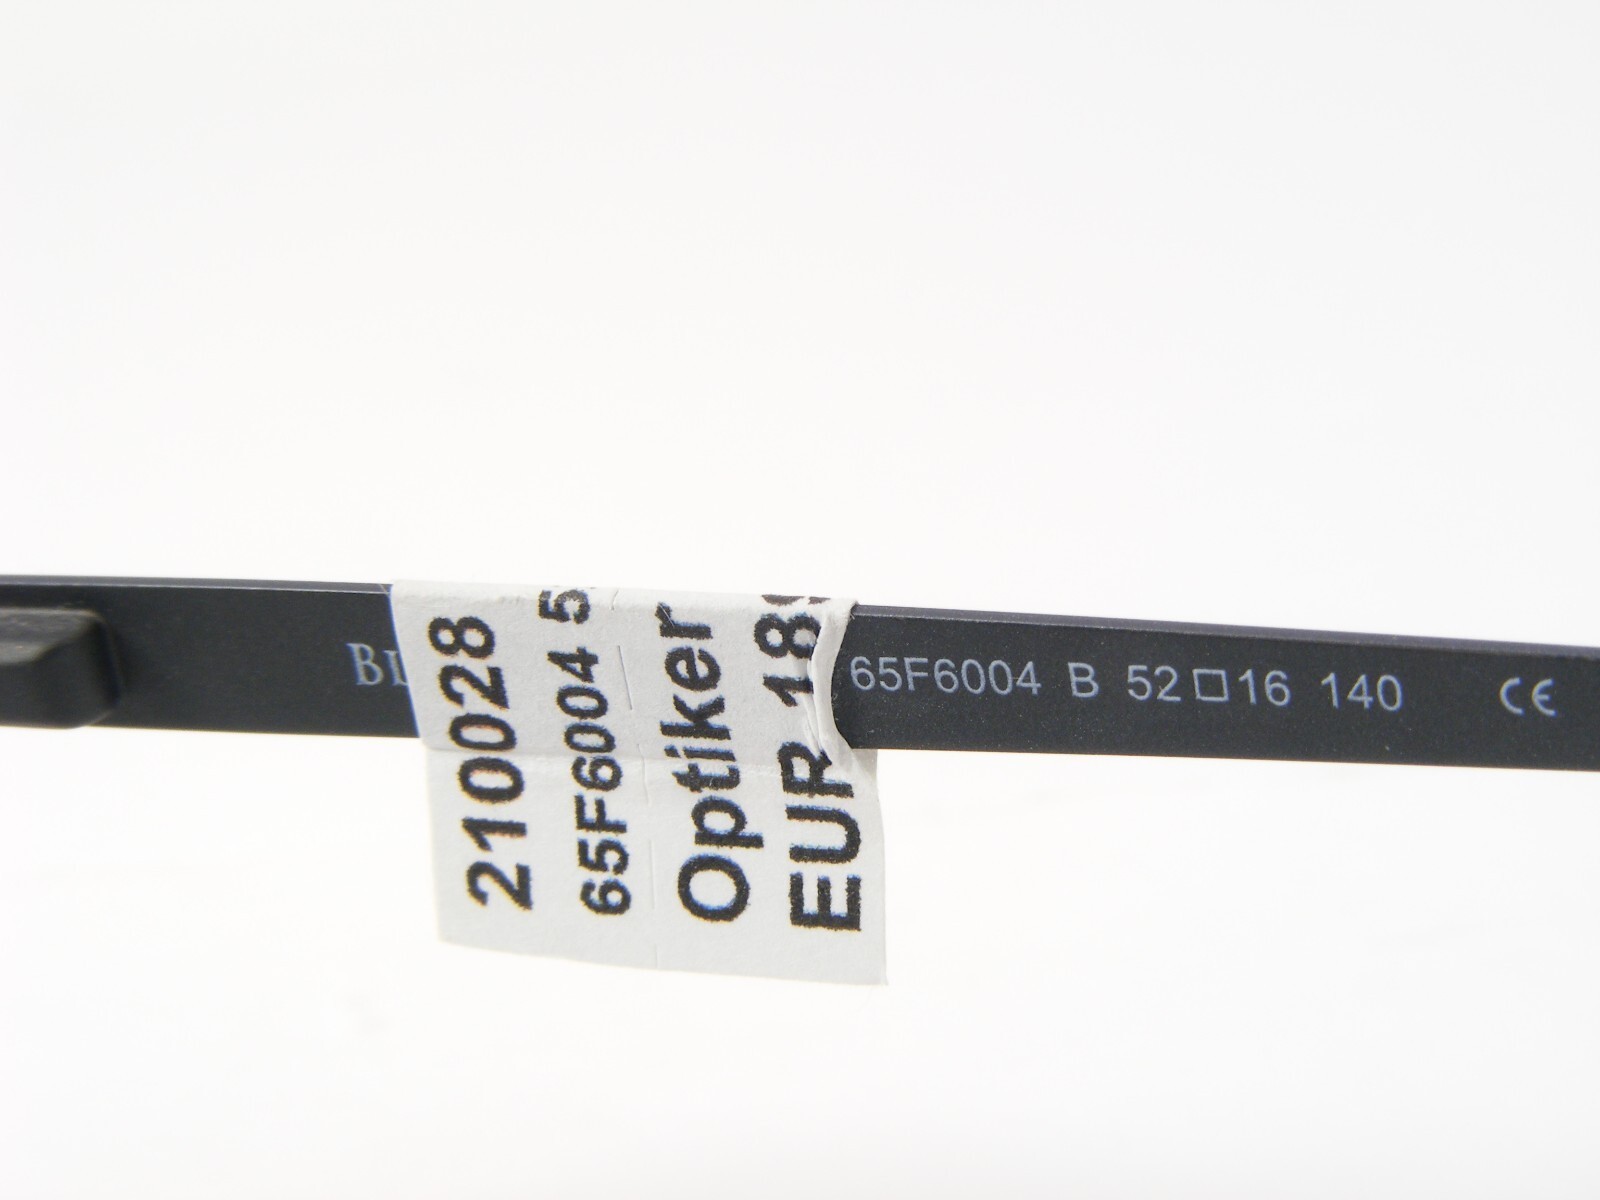 65F6004 B 52□16 140 CE
210028
65F6004
Optiker
EUR